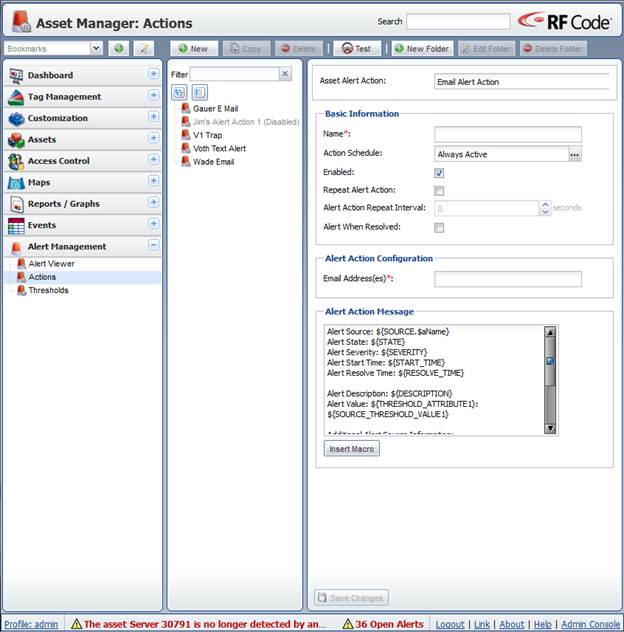 Asset Manager: Actions
Search
RF Code
Bookmarks
New
Copy
Delete
Test
New Folder
Edit Folder
Delete Folder
Dashboard
Tag Management
Customization
Assets
Access Control
Maps
Reports / Graphs
Events
Alert Management
Alert Viewer
Actions
Thresholds
Filter
Gauer E Mail
Jim's Alert Action 1 (Disabled)
V1 Trap
Voth Text Alert
Wade Email
Asset Alert Action: Email Alert Action
Basic Information
Name*:
Action Schedule: Always Active ...
Enabled:
Repeat Alert Action:
Alert Action Repeat Interval: 0 seconds
Alert When Resolved:
Alert Action Configuration
Email Address(es)*:
Alert Action Message
Alert Source: ${SOURCE.$aName}
Alert State: ${STATE}
Alert Severity: ${SEVERITY}
Alert Start Time: ${START_TIME}
Alert Resolve Time: ${RESOLVE_TIME}
Alert Description: ${DESCRIPTION}
Alert Value: ${THRESHOLD_ATTRIBUTE1}:
${SOURCE_THRESHOLD_VALUE1}
Additional Alert Source Information:
Insert Macro
Save Changes
Profile: admin
The asset Server 30791 is no longer detected by an...
36 Open Alerts
Logout | Link | About | Help | Admin Console